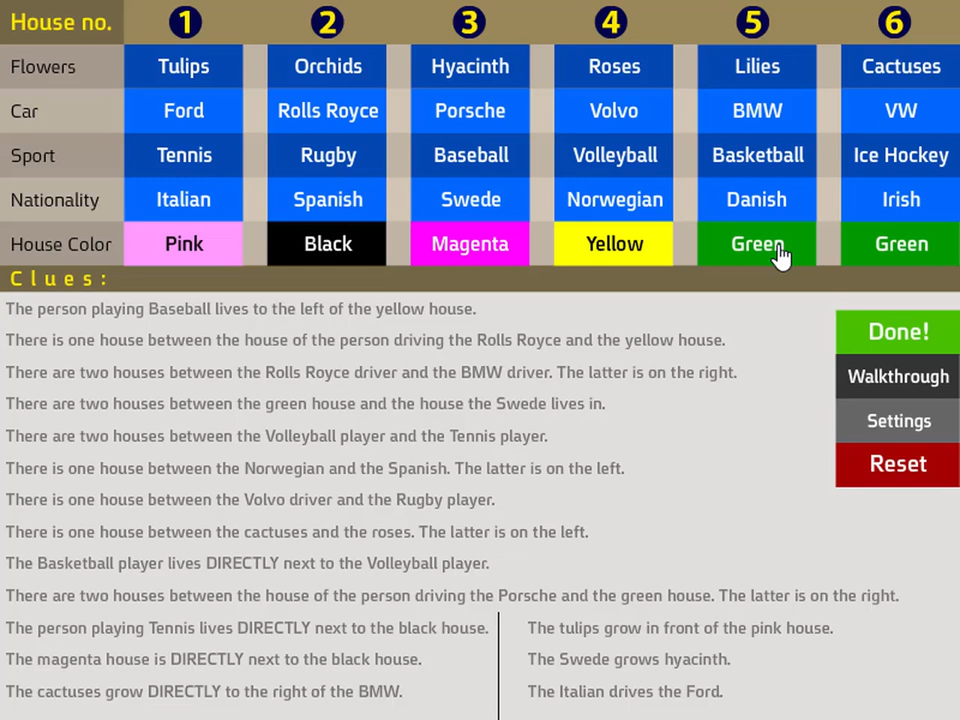 House no. 1 2 3 4 5 6
Flowers Tulips Orchids Hyacinth Roses Lilies Cactuses
Car Ford Rolls Royce Porsche Volvo BMW VW
Sport Tennis Rugby Baseball Volleyball Basketball Ice Hockey
Nationality Italian Spanish Swede Norwegian Danish Irish
House Color Pink Black Magenta Yellow Green Green
Clues:
The person playing Baseball lives to the left of the yellow house.
There is one house between the house of the person driving the Rolls Royce and the yellow house.
There are two houses between the Rolls Royce driver and the BMW driver. The latter is on the right.
There are two houses between the green house and the house the Swede lives in.
There are two houses between the Volleyball player and the Tennis player.
There is one house between the Norwegian and the Spanish. The latter is on the left.
There is one house between the Volvo driver and the Rugby player.
There is one house between the cactuses and the roses. The latter is on the left.
The Basketball player lives DIRECTLY next to the Volleyball player.
There are two houses between the house of the person driving the Porsche and the green house. The latter is on the right.
The person playing Tennis lives DIRECTLY next to the black house.
The magenta house is DIRECTLY next to the black house.
The cactuses grow DIRECTLY to the right of the BMW.
The tulips grow in front of the pink house.
The Swede grows hyacinth.
The Italian drives the Ford.
Done!
Walkthrough
Settings
Reset